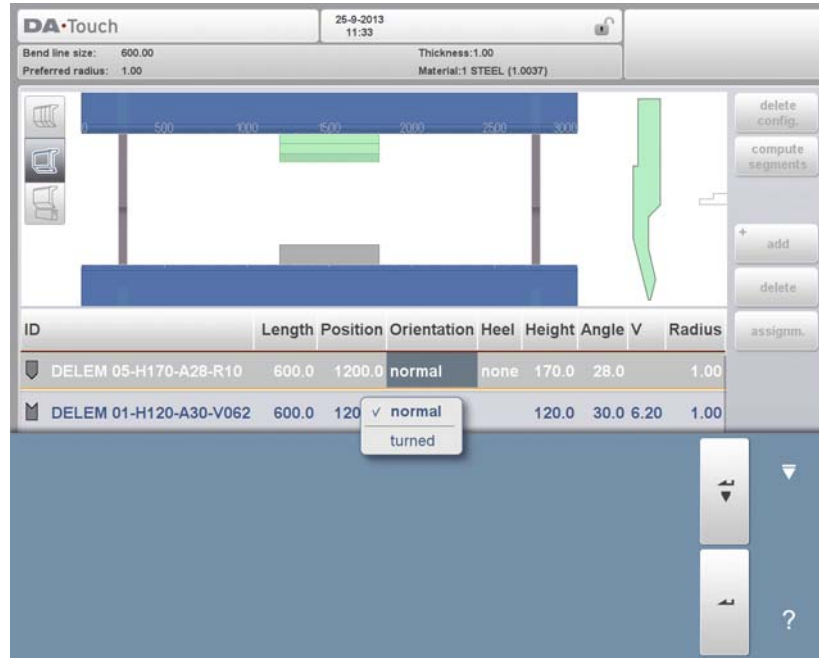 DA·Touch
25-9-2013
11:33
Bend line size: 600.00
Thickness:1.00
Preferred radius: 1.00
Material:1 STEEL (1.0037)
0 500 1000 1500 2000 2500 3000
delete
config.
compute
segments
+ add
delete
assignm.
ID Length Position Orientation Heel Height Angle V Radius
DELEM 05-H170-A28-R10 600.0 1200.0 normal none 170.0 28.0 1.00
DELEM 01-H120-A30-V062 600.0 120 120.0 30.0 6.20 1.00
✓ normal
turned
?